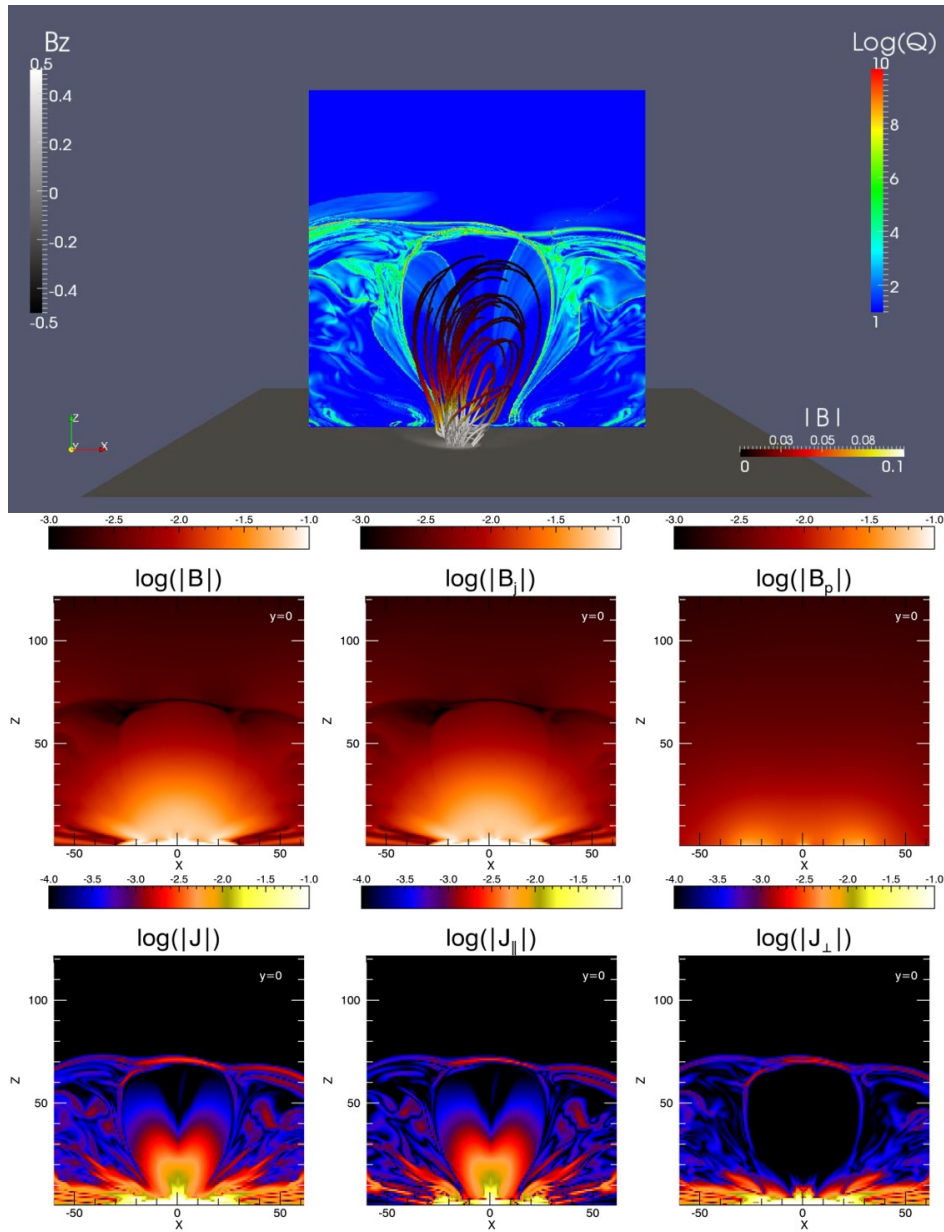 Bz
0.5
0.4
0.2
0
-0.2
-0.4
-0.5
Log(Q)
10
8
6
4
2
1
Z
Y
X
|B|
0.03 0.05 0.08
0 0.1
-3.0 -2.5 -2.0 -1.5 -1.0
-3.0 -2.5 -2.0 -1.5 -1.0
-3.0 -2.5 -2.0 -1.5 -1.0
log(|B|)
log(|Bj|)
log(|Bp|)
y=0
y=0
y=0
100
50
Z
-50 0 50
X
100
50
Z
-50 0 50
X
100
50
Z
-50 0 50
X
-4.0 -3.5 -3.0 -2.5 -2.0 -1.5 -1.0
-4.0 -3.5 -3.0 -2.5 -2.0 -1.5 -1.0
-4.0 -3.5 -3.0 -2.5 -2.0 -1.5 -1.0
log(|J|)
log(|J∥|)
log(|J⊥|)
y=0
y=0
y=0
100
50
Z
-50 0 50
X
100
50
Z
-50 0 50
X
100
50
Z
-50 0 50
X